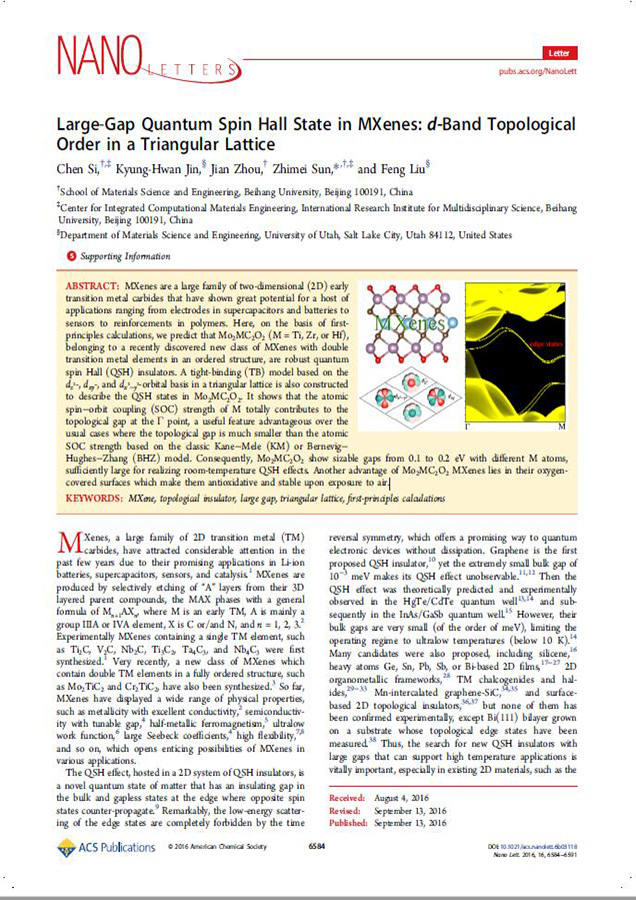 NANO LETTERS
Letter
pubs.acs.org/NanoLett
Large-Gap Quantum Spin Hall State in MXenes: d-Band Topological
Order in a Triangular Lattice
Chen Si,†,‡ Kyung-Hwan Jin,§ Jian Zhou,† Zhimei Sun,*,†,‡ and Feng Liu§
†School of Materials Science and Engineering, Beihang University, Beijing 100191, China
‡Center for Integrated Computational Materials Engineering, International Research Institute for Multidisciplinary Science, Beihang
University, Beijing 100191, China
§Department of Materials Science and Engineering, University of Utah, Salt Lake City, Utah 84112, United States
S Supporting Information
ABSTRACT: MXenes are a large family of two-dimensional (2D) early
transition metal carbides that have shown great potential for a host of
applications ranging from electrodes in supercapacitors and batteries to
sensors to reinforcements in polymers. Here, on the basis of first-
principles calculations, we predict that Mo2MC2O2 (M = Ti, Zr, or Hf),
belonging to a recently discovered new class of MXenes with double
transition metal elements in an ordered structure, are robust quantum
spin Hall (QSH) insulators. A tight-binding (TB) model based on the
dz2-, dxy-, and dx2−y2-orbital basis in a triangular lattice is also constructed
to describe the QSH states in Mo2MC2O2. It shows that the atomic
spin−orbit coupling (SOC) strength of M totally contributes to the
topological gap at the Γ point, a useful feature advantageous over the
usual cases where the topological gap is much smaller than the atomic
SOC strength based on the classic Kane−Mele (KM) or Bernevig−
Hughes−Zhang (BHZ) model. Consequently, Mo2MC2O2 show sizable gaps from 0.1 to 0.2 eV with different M atoms,
sufficiently large for realizing room-temperature QSH effects. Another advantage of Mo2MC2O2 MXenes lies in their oxygen-
covered surfaces which make them antioxidative and stable upon exposure to air.
MXenes
edge states
Γ M
KEYWORDS: MXene, topological insulator, large gap, triangular lattice, first-principles calculations
MXenes, a large family of 2D transition metal (TM)
carbides, have attracted considerable attention in the
past few years due to their promising applications in Li-ion
batteries, supercapacitors, sensors, and catalysis.1 MXenes are
produced by selectively etching of "A" layers from their 3D
layered parent compounds, the MAX phases with a general
formula of Mn+1AXn, where M is an early TM, A is mainly a
group IIIA or IVA element, X is C or/and N, and n = 1, 2, 3.2
Experimentally MXenes containing a single TM element, such
as Ti2C, V2C, Nb2C, Ti3C2, Ta4C3, and Nb4C3 were first
synthesized.1 Very recently, a new class of MXenes which
contain double TM elements in a fully ordered structure, such
as Mo2TiC2 and Cr2TiC2, have also been synthesized.3 So far,
MXenes have displayed a wide range of physical properties,
such as metallicity with excellent conductivity,2 semiconductiv-
ity with tunable gap,4 half-metallic ferromagnetism,5 ultralow
work function,6 large Seebeck coefficients,4 high flexibility,7,8
and so on, which opens enticing possibilities of MXenes in
various applications.
The QSH effect, hosted in a 2D system of QSH insulators, is
a novel quantum state of matter that has an insulating gap in
the bulk and gapless states at the edge where opposite spin
states counter-propagate.9 Remarkably, the low-energy scatter-
ing of the edge states are completely forbidden by the time
reversal symmetry, which offers a promising way to quantum
electronic devices without dissipation. Graphene is the first
proposed QSH insulator,10 yet the extremely small bulk gap of
10−3 meV makes its QSH effect unobservable.11,12 Then the
QSH effect was theoretically predicted and experimentally
observed in the HgTe/CdTe quantum well13,14 and sub-
sequently in the InAs/GaSb quantum well.15 However, their
bulk gaps are very small (of the order of meV), limiting the
operating regime to ultralow temperatures (below 10 K).14
Many candidates were also proposed, including silicene,16
heavy atoms Ge, Sn, Pb, Sb, or Bi-based 2D films,17−27 2D
organometallic frameworks,28 TM chalcogenides and hal-
ides,29−33 Mn-intercalated graphene-SiC,34,35 and surface-
based 2D topological insulators,36,37 but none of them has
been confirmed experimentally, except Bi(111) bilayer grown
on a substrate whose topological edge states have been
measured.38 Thus, the search for new QSH insulators with
large gaps that can support high temperature applications is
vitally important, especially in existing 2D materials, such as the
Received: August 4, 2016
Revised: September 13, 2016
Published: September 13, 2016
ACS Publications
© 2016 American Chemical Society
6584
DOI: 10.1021/acs.nanolett.6b03118
Nano Lett. 2016, 16, 6584−6591